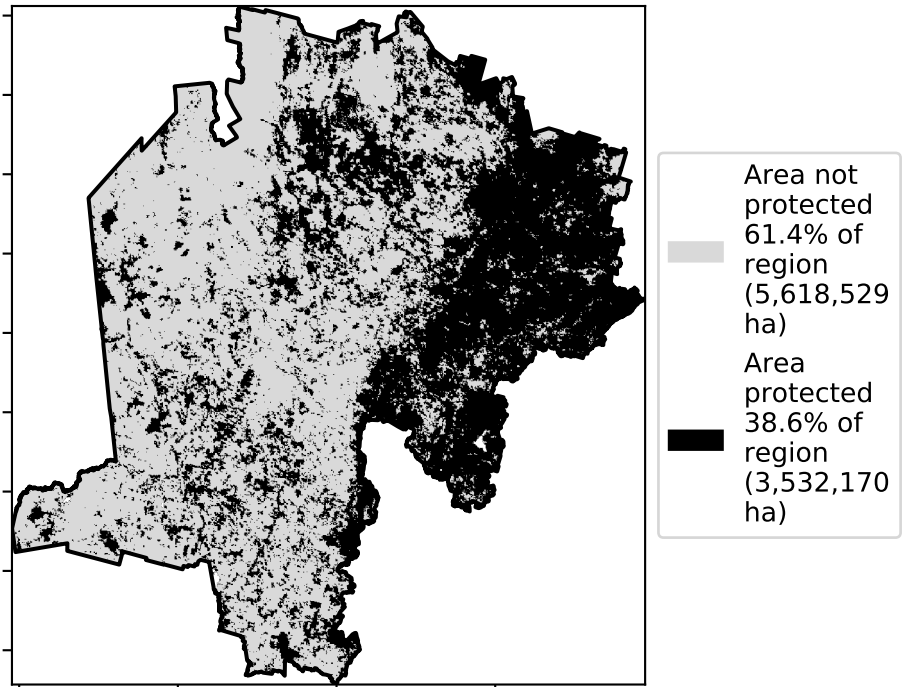 Area not
protected
61.4% of
region
(5,618,529
ha)
Area
protected
38.6% of
region
(3,532,170
ha)